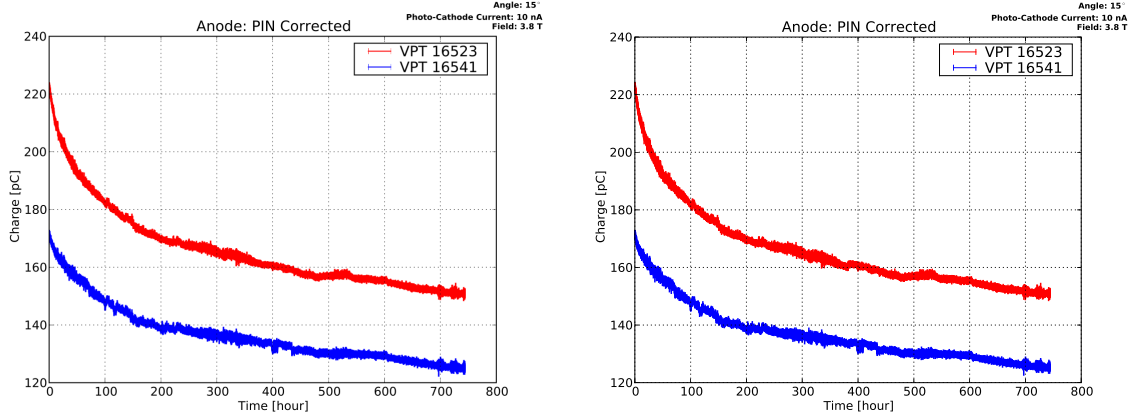 Angle: 15°
Photo-Cathode Current: 10 nA
Field: 3.8 T
Anode: PIN Corrected
VPT 16523
VPT 16541
Charge [pC]
240
220
200
180
160
140
120
0 100 200 300 400 500 600 700 800
Time [hour]
Angle: 15°
Photo-Cathode Current: 10 nA
Field: 3.8 T
Anode: PIN Corrected
VPT 16523
VPT 16541
Charge [pC]
240
220
200
180
160
140
120
0 100 200 300 400 500 600 700 800
Time [hour]